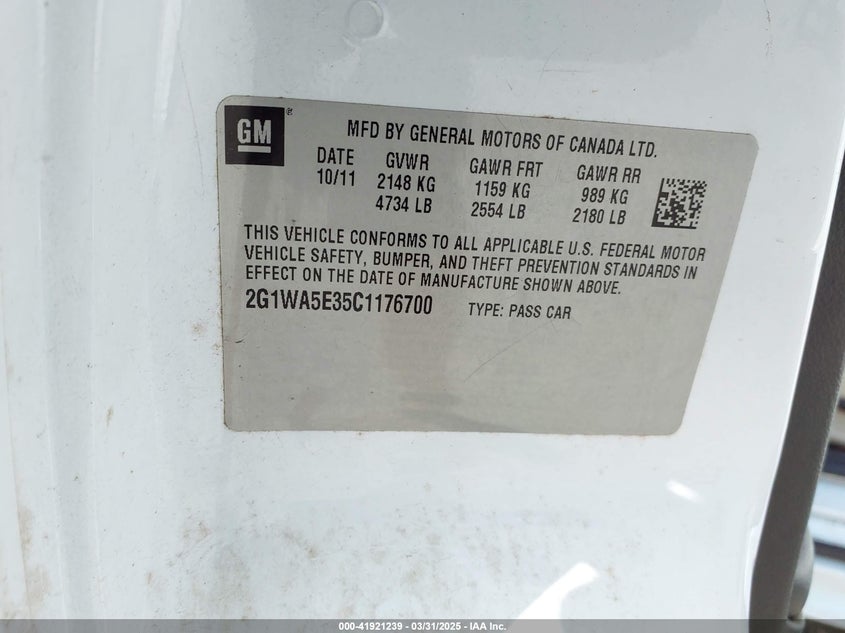 GM ®
MFD BY GENERAL MOTORS OF CANADA LTD.
DATE GVWR GAWR FRT GAWR RR
10/11 2148 KG 1159 KG 989 KG
4734 LB 2554 LB 2180 LB
THIS VEHICLE CONFORMS TO ALL APPLICABLE U.S. FEDERAL MOTOR
VEHICLE SAFETY, BUMPER, AND THEFT PREVENTION STANDARDS IN
EFFECT ON THE DATE OF MANUFACTURE SHOWN ABOVE.
2G1WA5E35C1176700 TYPE: PASS CAR
000-41921239 - 03/31/2025 - IAA Inc.